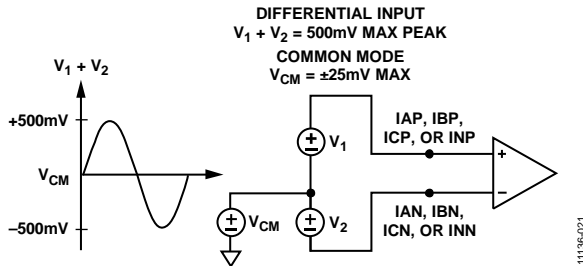 DIFFERENTIAL INPUT
V1 + V2 = 500mV MAX PEAK
COMMON MODE
VCM = ±25mV MAX
V1 + V2
+500mV
VCM
–500mV
V1
VCM
V2
IAP, IBP,
ICP, OR INP
IAN, IBN,
ICN, OR INN
+
–
11136-021